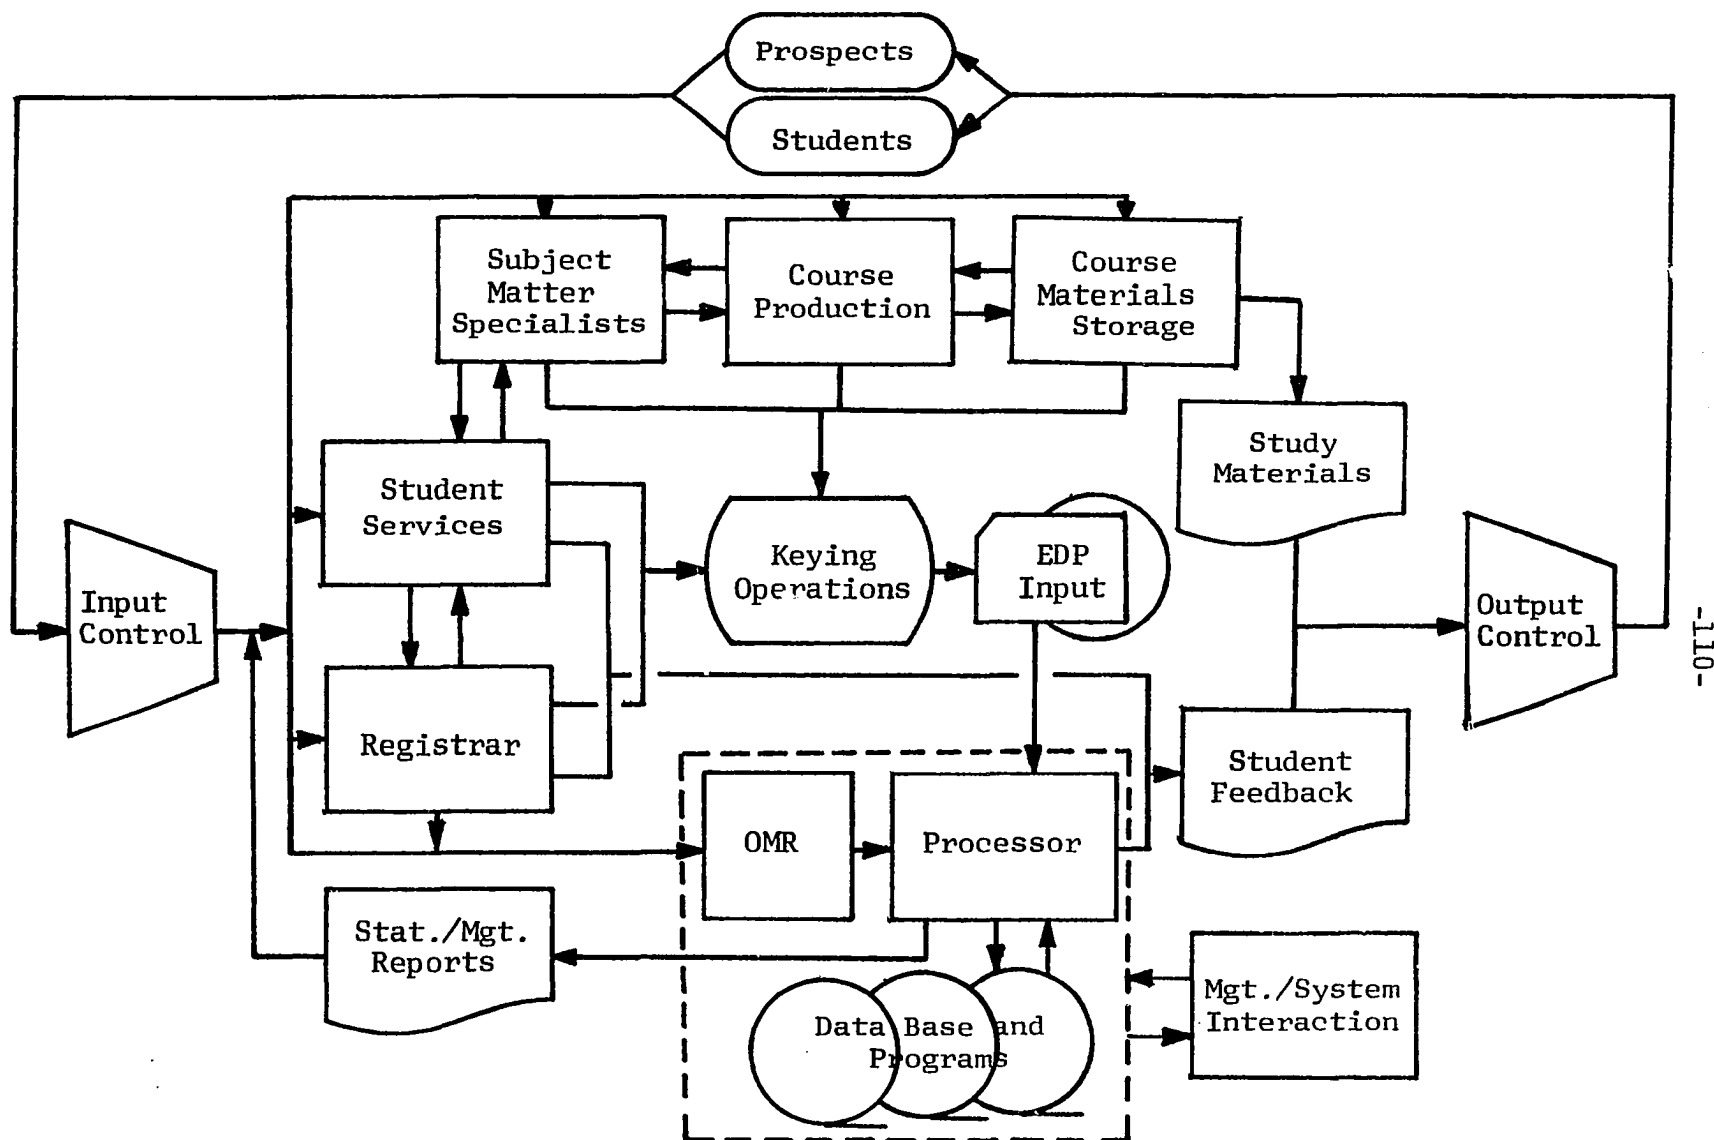 Prospects
Students
Subject
Matter
Specialists
Course
Production
Course
Materials
Storage
Study
Materials
Student
Services
Keying
Operations
EDP
Input
Input
Control
Output
Control
-110-
Registrar
OMR
Processor
Student
Feedback
Stat./Mgt.
Reports
Mgt./System
Interaction
Data Base and
Programs